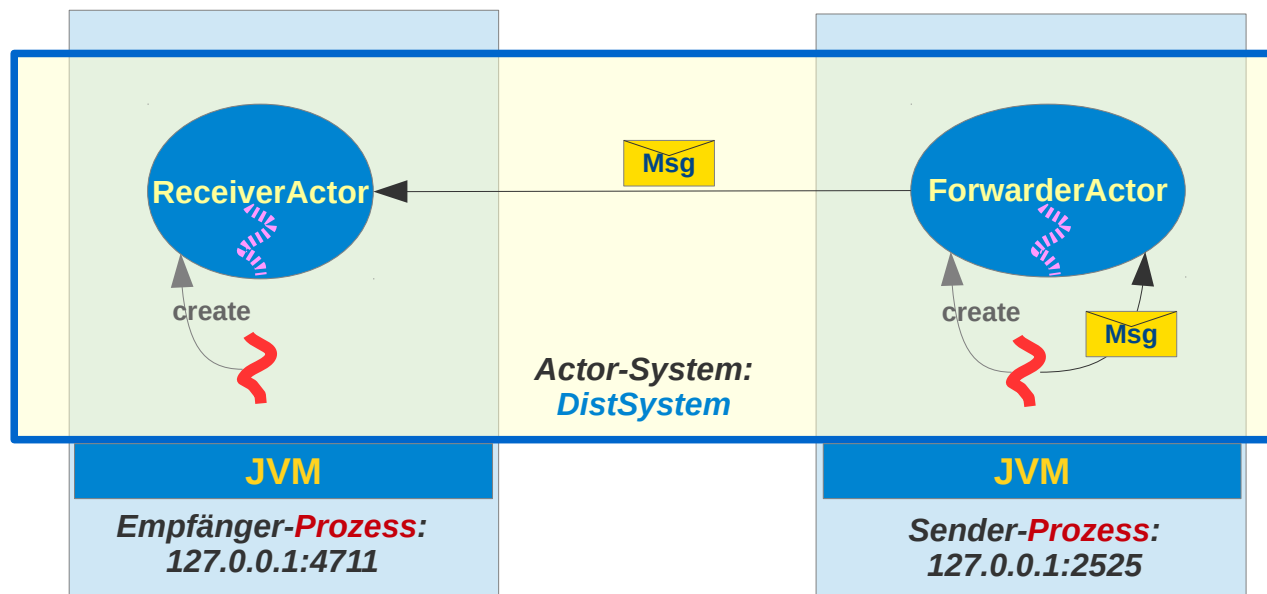 Msg
ReceiverActor
ForwarderActor
create
create
Msg
Actor-System:
DistSystem
JVM
JVM
Empfänger-Prozess:
127.0.0.1:4711
Sender-Prozess:
127.0.0.1:2525